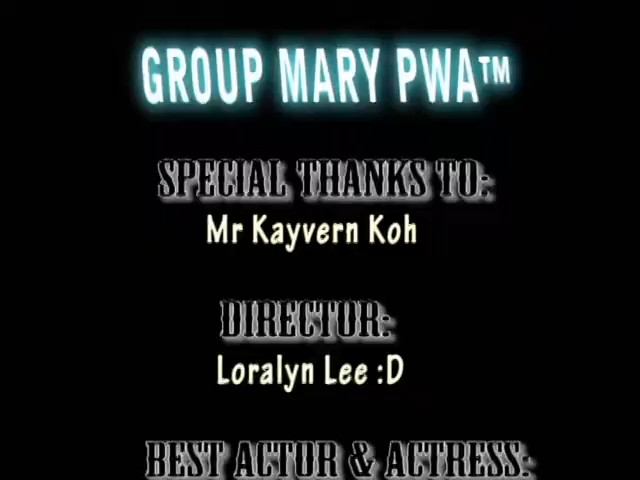 GROUP MARY PWA™
SPECIAL THANKS TO:
Mr Kayvern Koh
DIRECTOR:
Loralyn Lee :D
BEST ACTOR & ACTRESS: